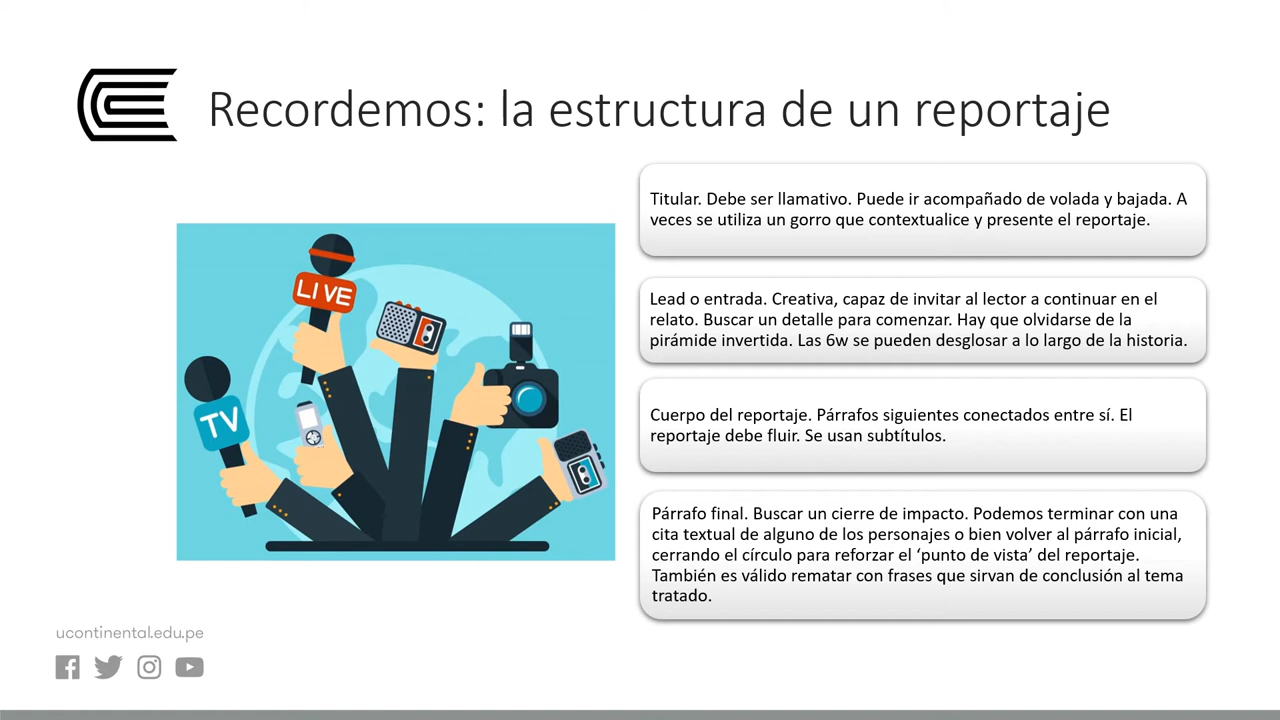 Recordemos: la estructura de un reportaje
Titular. Debe ser llamativo. Puede ir acompañado de volada y bajada. A
veces se utiliza un gorro que contextualice y presente el reportaje.
Lead o entrada. Creativa, capaz de invitar al lector a continuar en el
relato. Buscar un detalle para comenzar. Hay que olvidarse de la
pirámide invertida. Las 6w se pueden desglosar a lo largo de la historia.
Cuerpo del reportaje. Párrafos siguientes conectados entre sí. El
reportaje debe fluir. Se usan subtítulos.
Párrafo final. Buscar un cierre de impacto. Podemos terminar con una
cita textual de alguno de los personajes o bien volver al párrafo inicial,
cerrando el círculo para reforzar el ‘punto de vista’ del reportaje.
También es válido rematar con frases que sirvan de conclusión al tema
tratado.
LIVE
TV
ucontinental.edu.pe